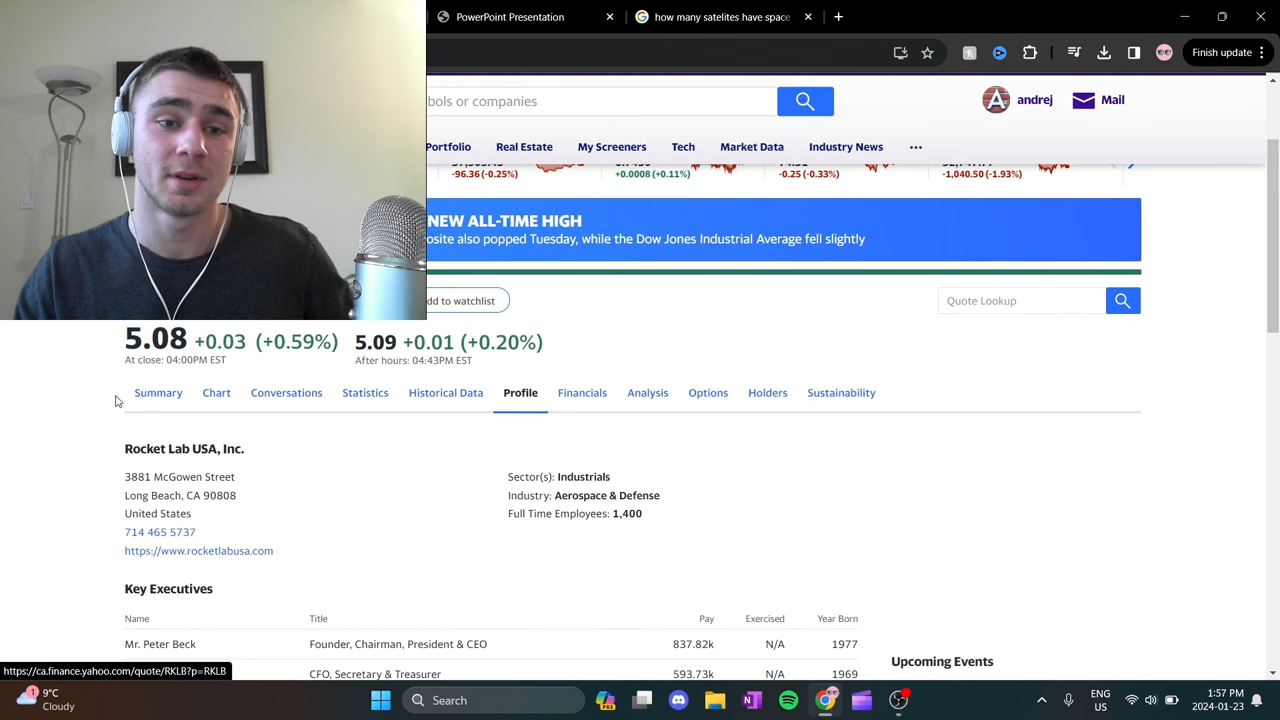 PowerPoint Presentation
how many satelites have space
Finish update
bols or companies
andrej
Mail
Portfolio
Real Estate
My Screeners
Tech
Market Data
Industry News
-96.36 (-0.25%)
+0.0008 (+0.11%)
-0.25 (-0.33%)
-1,040.50 (-1.93%)
NEW ALL-TIME HIGH
osite also popped Tuesday, while the Dow Jones Industrial Average fell slightly
dd to watchlist
Quote Lookup
5.08 +0.03 (+0.59%)
5.09 +0.01 (+0.20%)
At close: 04:00PM EST
After hours: 04:43PM EST
Summary
Chart
Conversations
Statistics
Historical Data
Profile
Financials
Analysis
Options
Holders
Sustainability
Rocket Lab USA, Inc.
3881 McGowen Street
Long Beach, CA 90808
United States
714 465 5737
https://www.rocketlabusa.com
Sector(s): Industrials
Industry: Aerospace & Defense
Full Time Employees: 1,400
Key Executives
Name Title Pay Exercised Year Born
Mr. Peter Beck Founder, Chairman, President & CEO 837.82k N/A 1977
CFO, Secretary & Treasurer 593.73k N/A 1969
Upcoming Events
https://ca.finance.yahoo.com/quote/RKLB?p=RKLB
9°C
Cloudy
Search
ENG
US
1:57 PM
2024-01-23